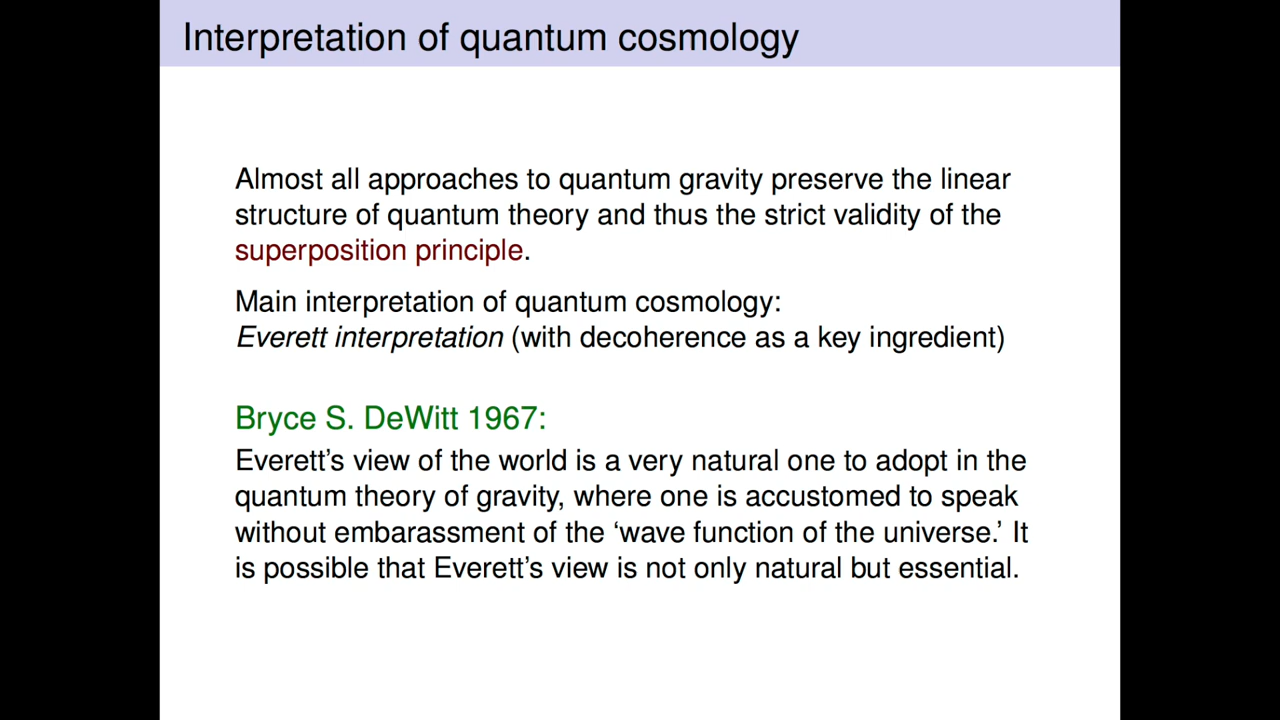 Interpretation of quantum cosmology
Almost all approaches to quantum gravity preserve the linear
structure of quantum theory and thus the strict validity of the
superposition principle.
Main interpretation of quantum cosmology:
Everett interpretation (with decoherence as a key ingredient)
Bryce S. DeWitt 1967:
Everett’s view of the world is a very natural one to adopt in the
quantum theory of gravity, where one is accustomed to speak
without embarassment of the ‘wave function of the universe.’ It
is possible that Everett’s view is not only natural but essential.